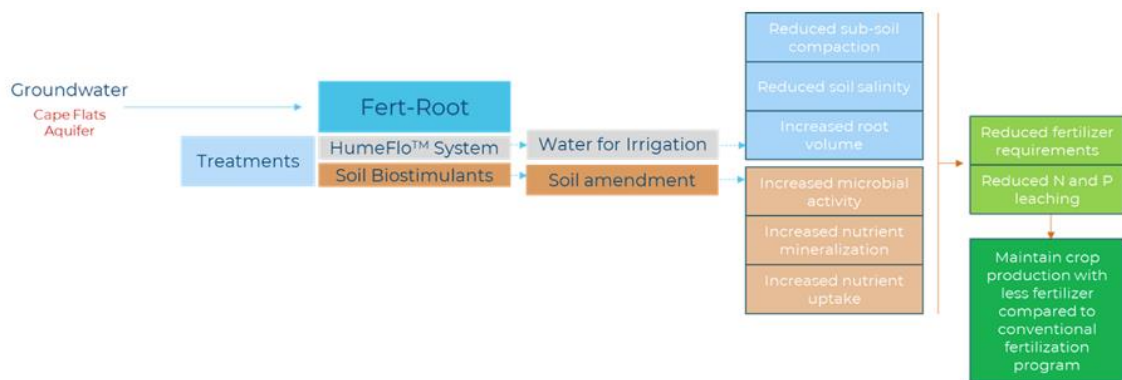 Groundwater
Cape Flats
Aquifer
Treatments
Fert-Root
HumeFlo™ System
Soil Biostimulants
Water for Irrigation
Soil amendment
Reduced sub-soil
compaction
Reduced soil salinity
Increased root
volume
Increased microbial
activity
Increased nutrient
mineralization
Increased nutrient
uptake
Reduced fertilizer
requirements
Reduced N and P
leaching
Maintain crop
production with
less fertilizer
compared to
conventional
fertilization
program